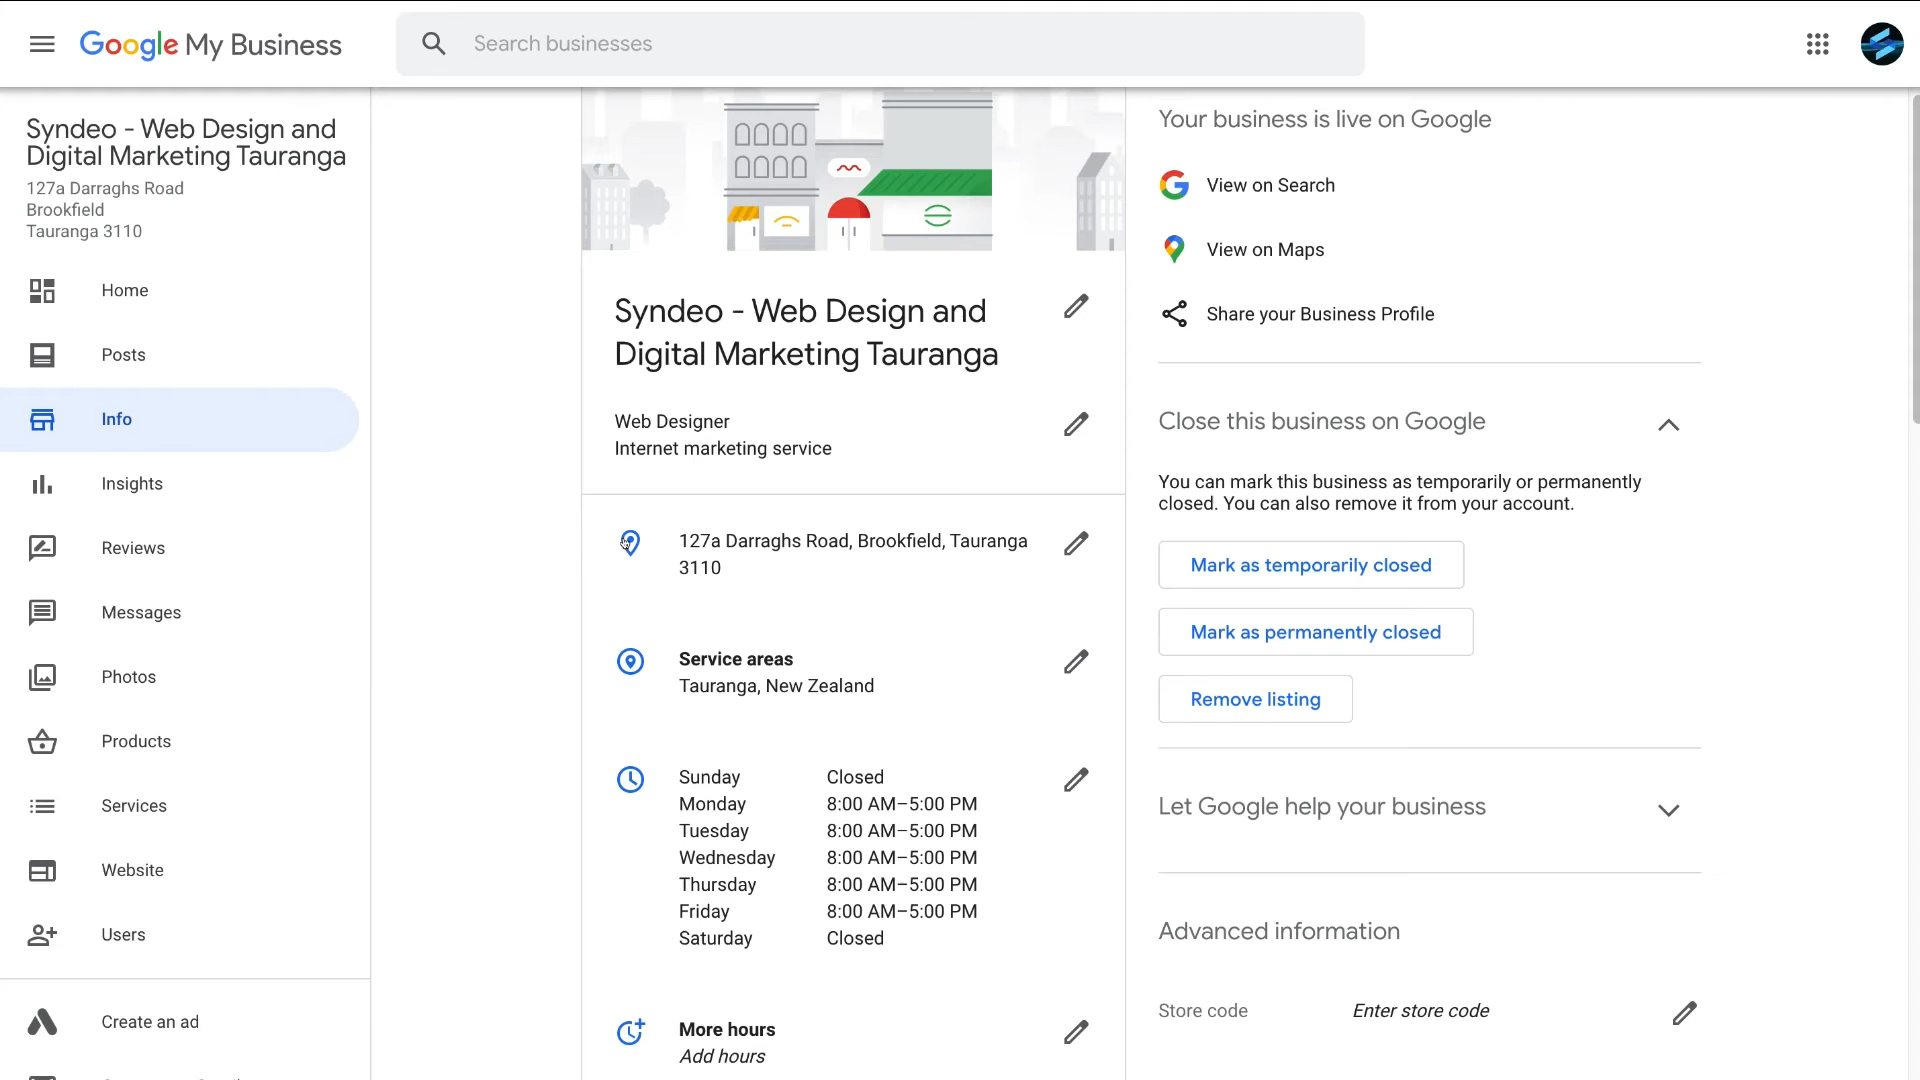 Google My Business
Search businesses
Syndeo - Web Design and
Digital Marketing Tauranga
127a Darraghs Road
Brookfield
Tauranga 3110
Home
Posts
Info
Insights
Reviews
Messages
Photos
Products
Services
Website
Users
Create an ad
Syndeo - Web Design and
Digital Marketing Tauranga
Web Designer
Internet marketing service
127a Darraghs Road, Brookfield, Tauranga
3110
Service areas
Tauranga, New Zealand
Sunday Closed
Monday 8:00 AM–5:00 PM
Tuesday 8:00 AM–5:00 PM
Wednesday 8:00 AM–5:00 PM
Thursday 8:00 AM–5:00 PM
Friday 8:00 AM–5:00 PM
Saturday Closed
More hours
Add hours
Your business is live on Google
View on Search
View on Maps
Share your Business Profile
Close this business on Google
You can mark this business as temporarily or permanently
closed. You can also remove it from your account.
Mark as temporarily closed
Mark as permanently closed
Remove listing
Let Google help your business
Advanced information
Store code Enter store code